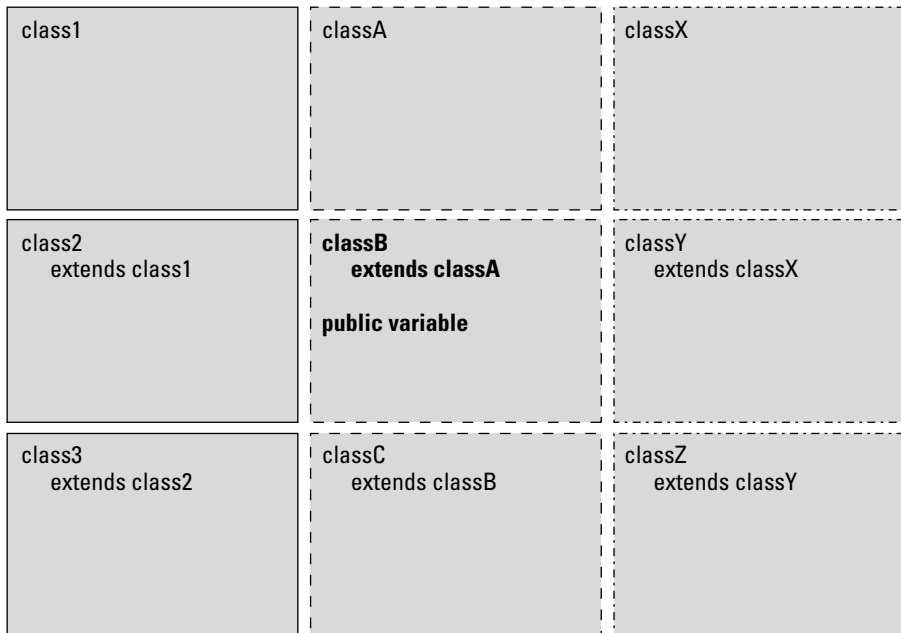 class1
classA
classX
class2
extends class1
classB
extends classA
public variable
classY
extends classX
class3
extends class2
classC
extends classB
classZ
extends classY